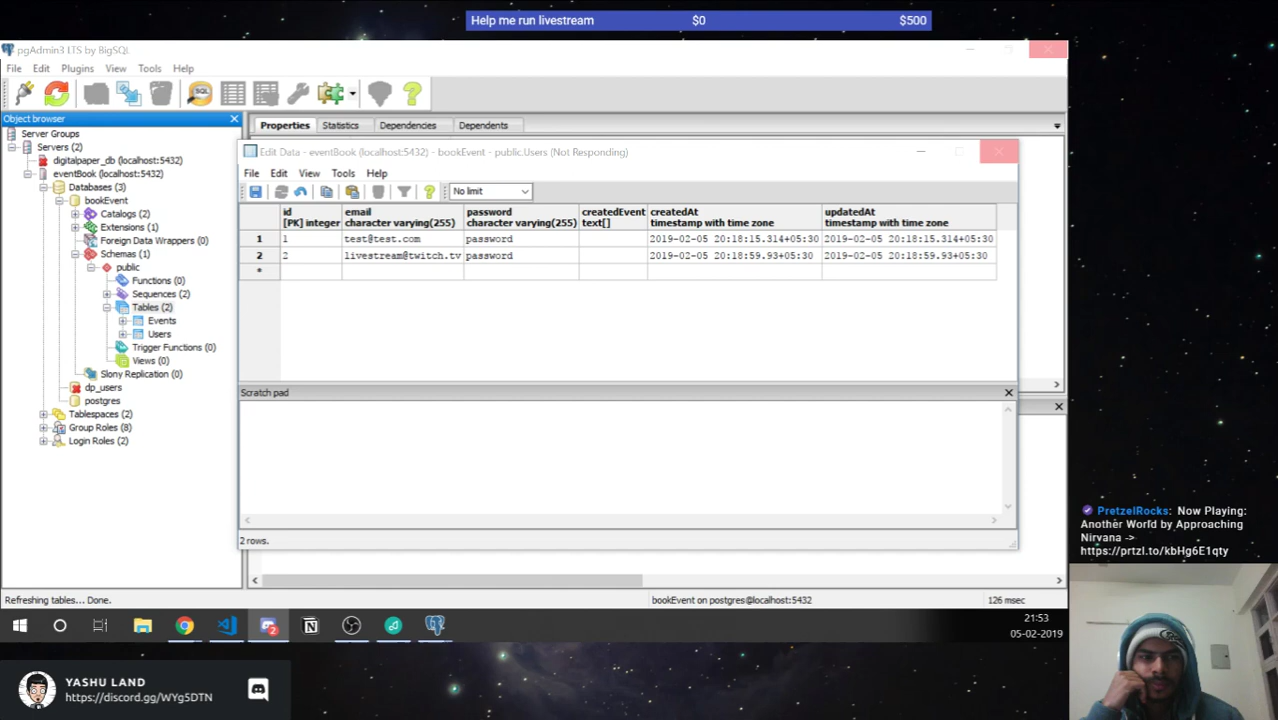 Help me run livestream $0 $500
pgAdmin3 LTS by BigSQL
File Edit Plugins View Tools Help
SQL
Object browser
Properties Statistics Dependencies Dependents
Server Groups
Servers (2)
digitalpaper_db (localhost:5432)
eventBook (localhost:5432)
Databases (3)
bookEvent
Catalogs (2)
Extensions (1)
Foreign Data Wrappers (0)
Schemas (1)
public
Functions (0)
Sequences (2)
Tables (2)
Events
Users
Trigger Functions (0)
Views (0)
Slony Replication (0)
dp_users
postgres
Tablespaces (2)
Group Roles (8)
Login Roles (2)
Edit Data - eventBook (localhost:5432) - bookEvent - public.Users (Not Responding)
File Edit View Tools Help
No limit
id email password createdEvent createdAt updatedAt
[PK] integer character varying(255) character varying(255) text[] timestamp with time zone timestamp with time zone
1 1 test@test.com password 2019-02-05 20:18:15.314+05:30 2019-02-05 20:18:15.314+05:30
2 2 livestream@twitch.tv password 2019-02-05 20:18:59.93+05:30 2019-02-05 20:18:59.93+05:30
*
Scratch pad
2 rows.
Refreshing tables... Done. bookEvent on postgres@localhost:5432 126 msec
21:53
05-02-2019
PretzelRocks: Now Playing:
Another World by Approaching
Nirvana ->
https://prtzl.to/kbHg6E1qty
YASHU LAND
https://discord.gg/WYg5DTN